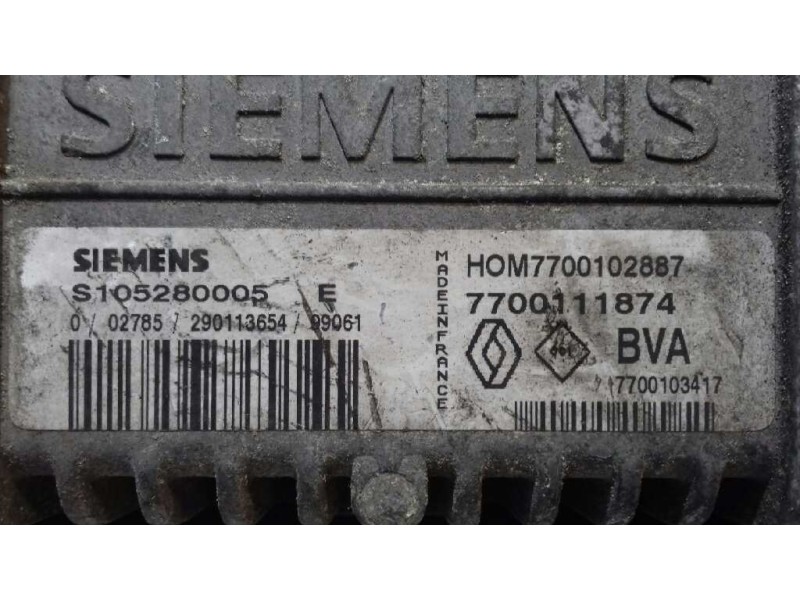 SIEMENS
SIEMENS
S105280005 E
0 / 02785 / 290113654 / 99061
MADEINFRANCE
HOM7700102887
7700111874
BVA
7700103417